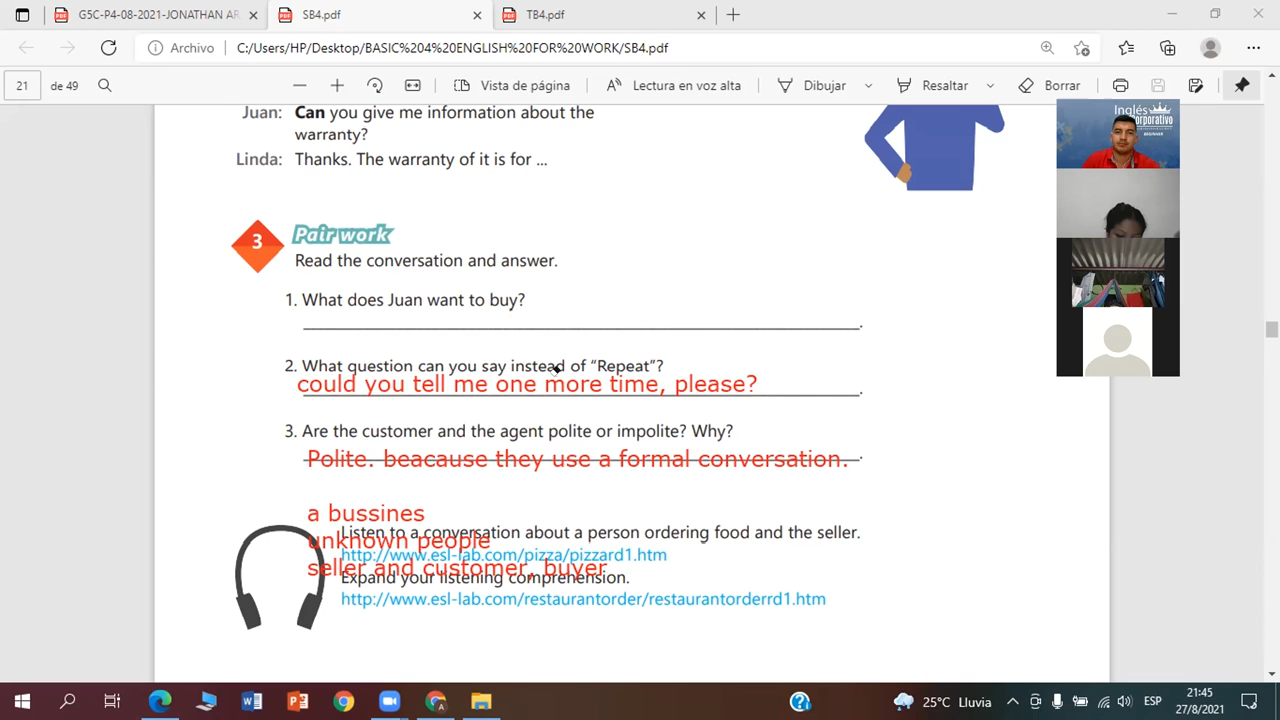 G5C-P4-08-2021-JONATHAN AR
SB4.pdf
TB4.pdf
Archivo
C:/Users/HP/Desktop/BASIC%204%20ENGLISH%20FOR%20WORK/SB4.pdf
21
de 49
Vista de página
Lectura en voz alta
Dibujar
Resaltar
Borrar
Juan: Can you give me information about the
warranty?
Linda: Thanks. The warranty of it is for ...
Inglés
BEGINNER
3
Pair work
Read the conversation and answer.
1. What does Juan want to buy?
2. What question can you say instead of “Repeat”?
could you tell me one more time, please?
3. Are the customer and the agent polite or impolite? Why?
Polite. beacause they use a formal conversation.
a bussines
Listen to a conversation about a person ordering food and the seller.
unknown people
http://www.esl-lab.com/pizza/pizzard1.htm
seller and customer, buyer
Expand your listening comprehension.
http://www.esl-lab.com/restaurantorder/restaurantorderrd1.htm
25°C Lluvia
ESP
21:45
27/8/2021